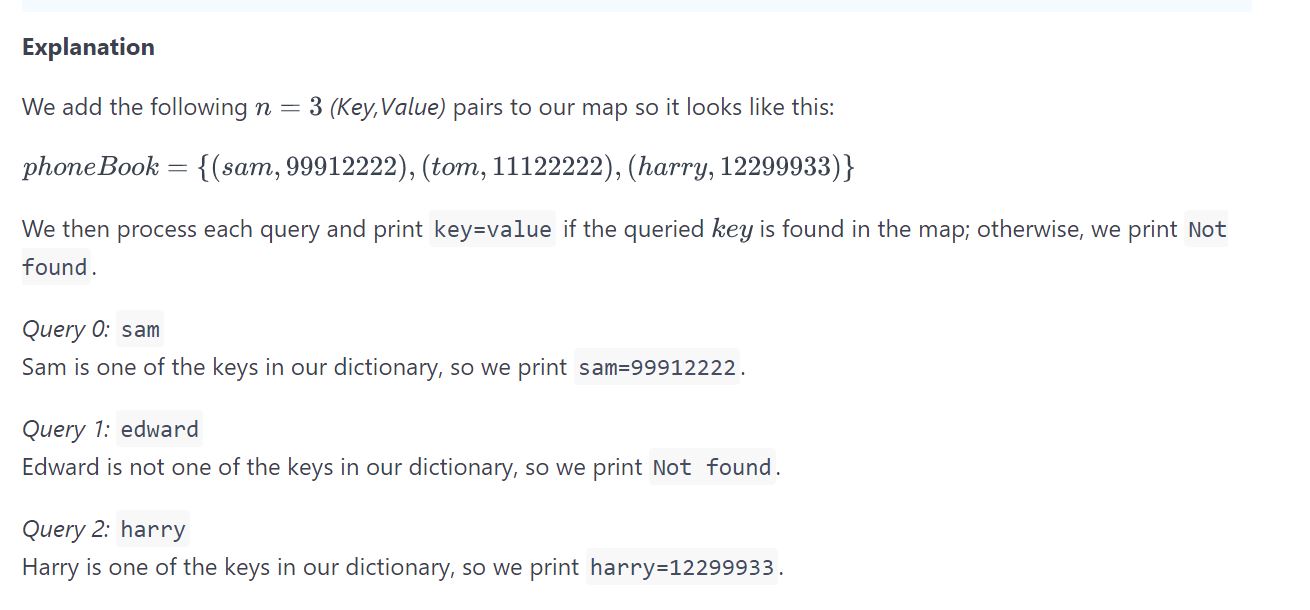 Explanation
We add the following n = 3 (Key,Value) pairs to our map so it looks like this:
phoneBook = {(sam, 99912222), (tom, 11122222), (harry, 12299933)}
We then process each query and print key=value if the queried key is found in the map; otherwise, we print Not
found.
Query 0: sam
Sam is one of the keys in our dictionary, so we print sam=99912222.
Query 1: edward
Edward is not one of the keys in our dictionary, so we print Not found.
Query 2: harry
Harry is one of the keys in our dictionary, so we print harry=12299933.